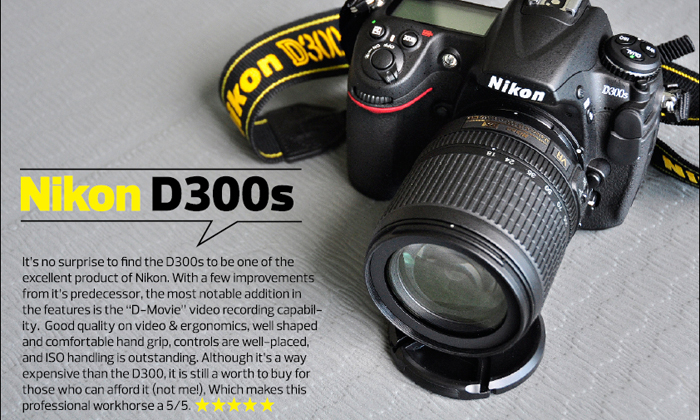 Nikon D300
Nikon
D300s
18 24 35
Nikon D300s
It's no surprise to find the D300s to be one of the
excellent product of Nikon. With a few improvements
from it's predecessor, the most notable addition in
the features is the "D-Movie" video recording capabil-
ity. Good quality on video & ergonomics, well shaped
and comfortable hand grip, controls are well-placed,
and ISO handling is outstanding. Although it's a way
expensive than the D300, it is still a worth to buy for
those who can afford it (not me!), Which makes this
professional workhorse a 5/5.